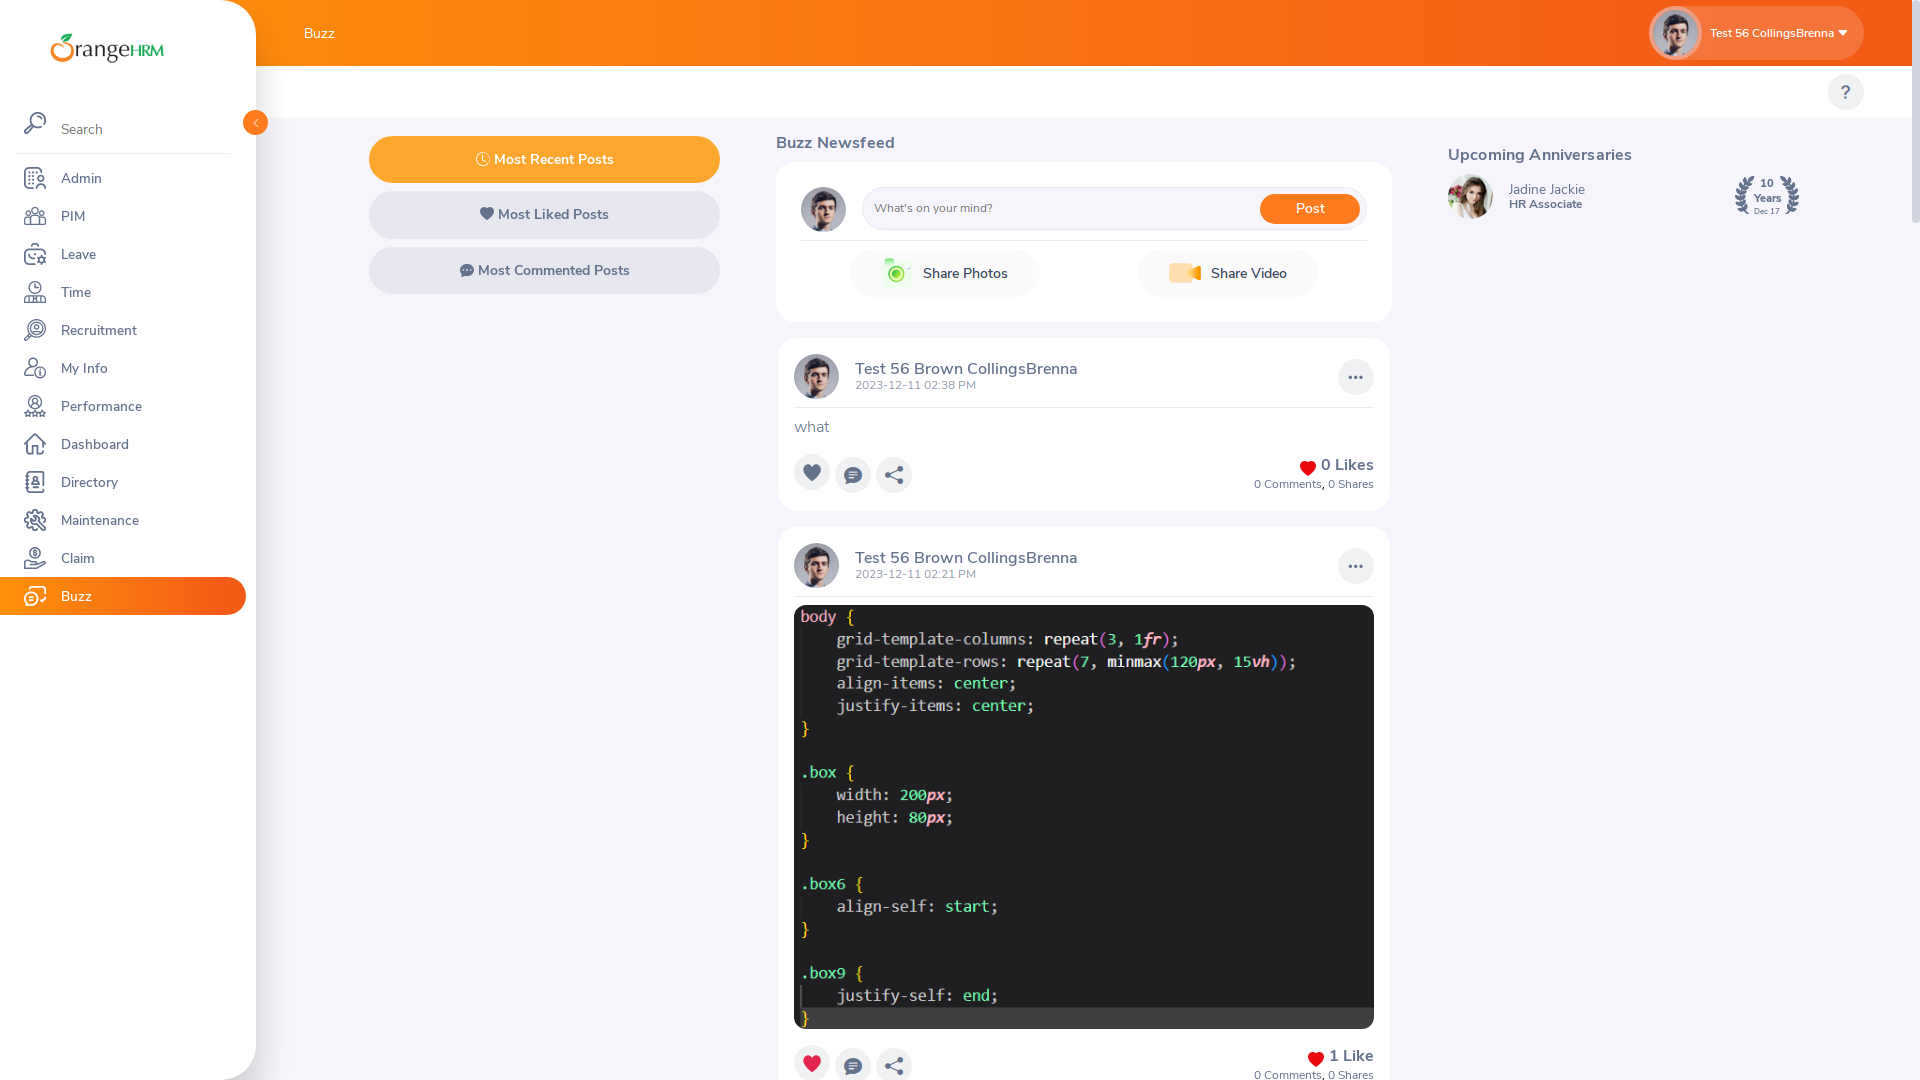 OrangeHRM
Search
Admin
PIM
Leave
Time
Recruitment
My Info
Performance
Dashboard
Directory
Maintenance
Claim
Buzz
Buzz
Test 56 CollingsBrenna
?
Most Recent Posts
Most Liked Posts
Most Commented Posts
Buzz Newsfeed
What's on your mind?
Post
Share Photos
Share Video
Test 56 Brown CollingsBrenna
2023-12-11 02:38 PM
what
0 Likes
0 Comments, 0 Shares
Test 56 Brown CollingsBrenna
2023-12-11 02:21 PM
body {
    grid-template-columns: repeat(3, 1fr);
    grid-template-rows: repeat(7, minmax(120px, 15vh));
    align-items: center;
    justify-items: center;
}
.box {
    width: 200px;
    height: 80px;
}
.box6 {
    align-self: start;
}
.box9 {
    justify-self: end;
}
1 Like
0 Comments, 0 Shares
Upcoming Anniversaries
Jadine Jackie
HR Associate
10
Years
Dec 17